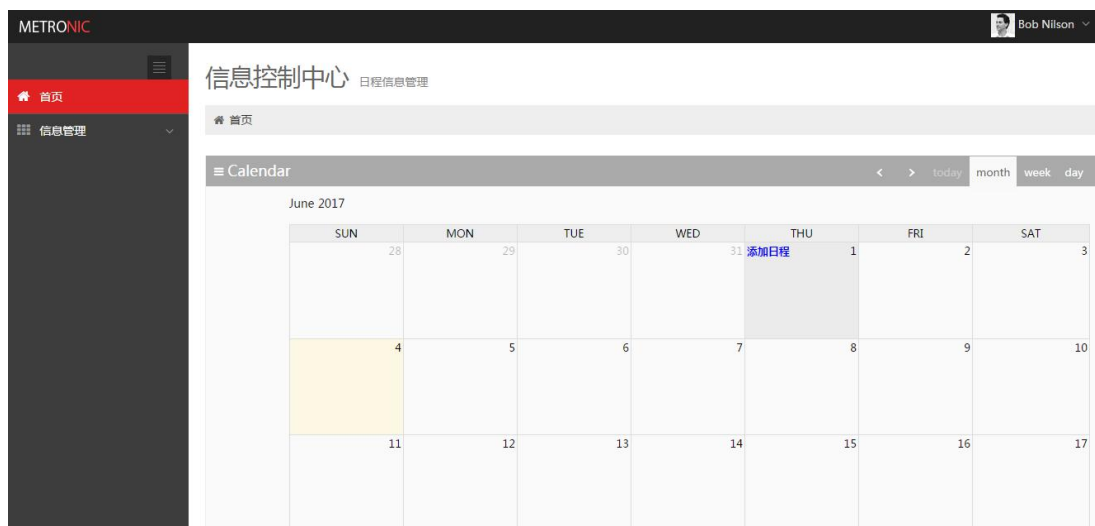 METRONIC
Bob Nilson
信息控制中心 日程信息管理
首页
信息管理
首页
Calendar
today month week day
June 2017
SUN MON TUE WED THU FRI SAT
28 29 30 31 添加日程 1 2 3
4 5 6 7 8 9 10
11 12 13 14 15 16 17